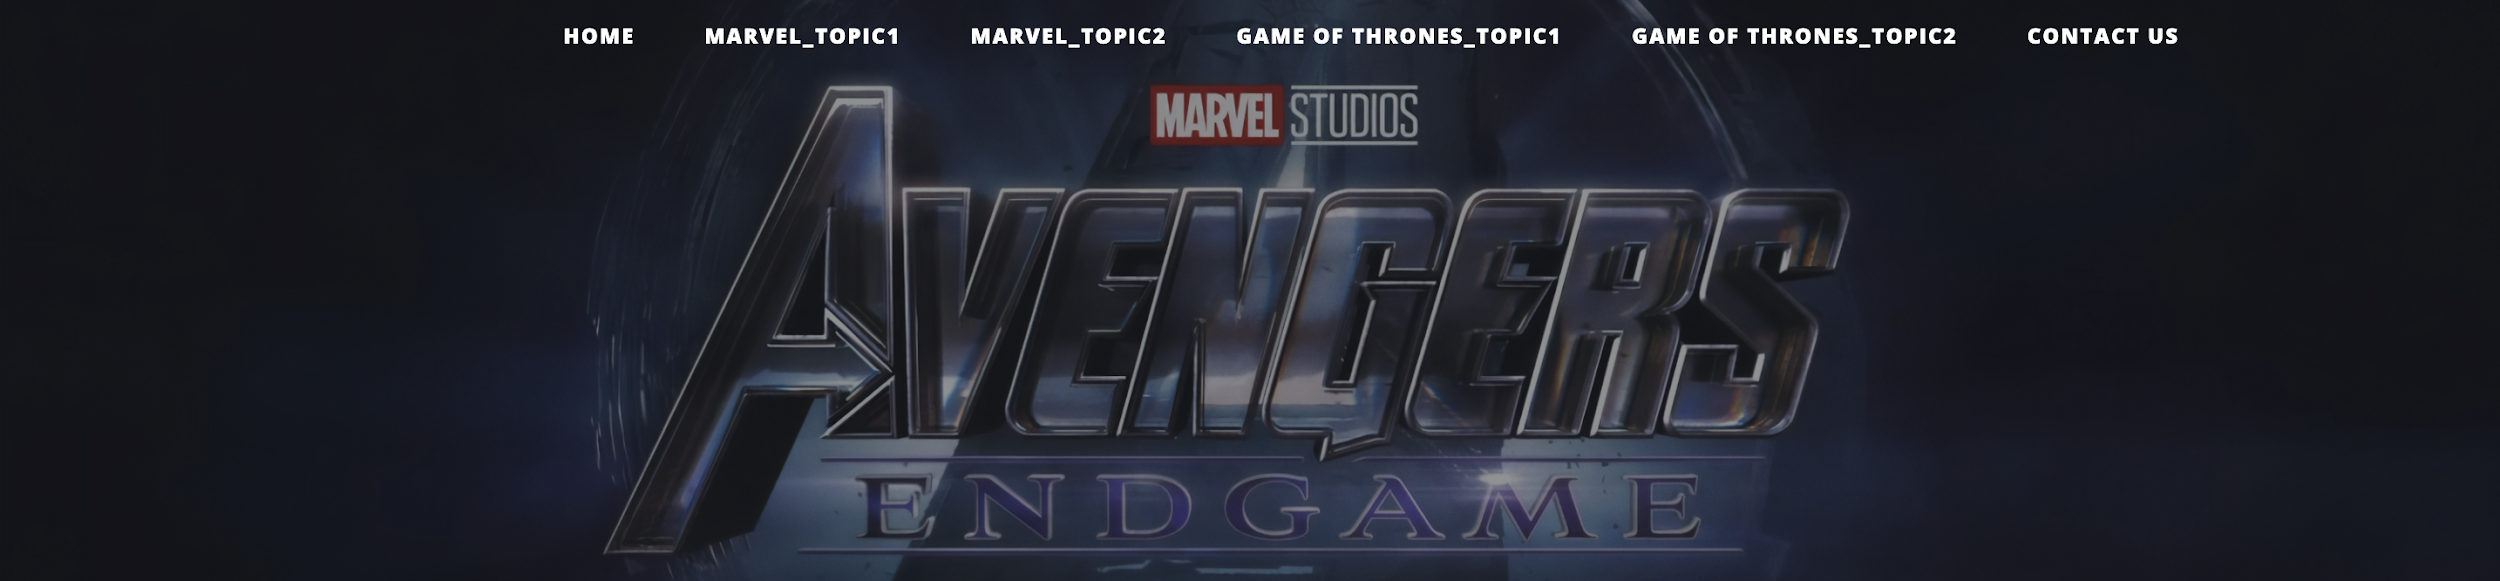 HOME MARVEL_TOPIC1 MARVEL_TOPIC2 GAME OF THRONES_TOPIC1 GAME OF THRONES_TOPIC2 CONTACT US
MARVEL STUDIOS
AVENGERS
ENDGAME